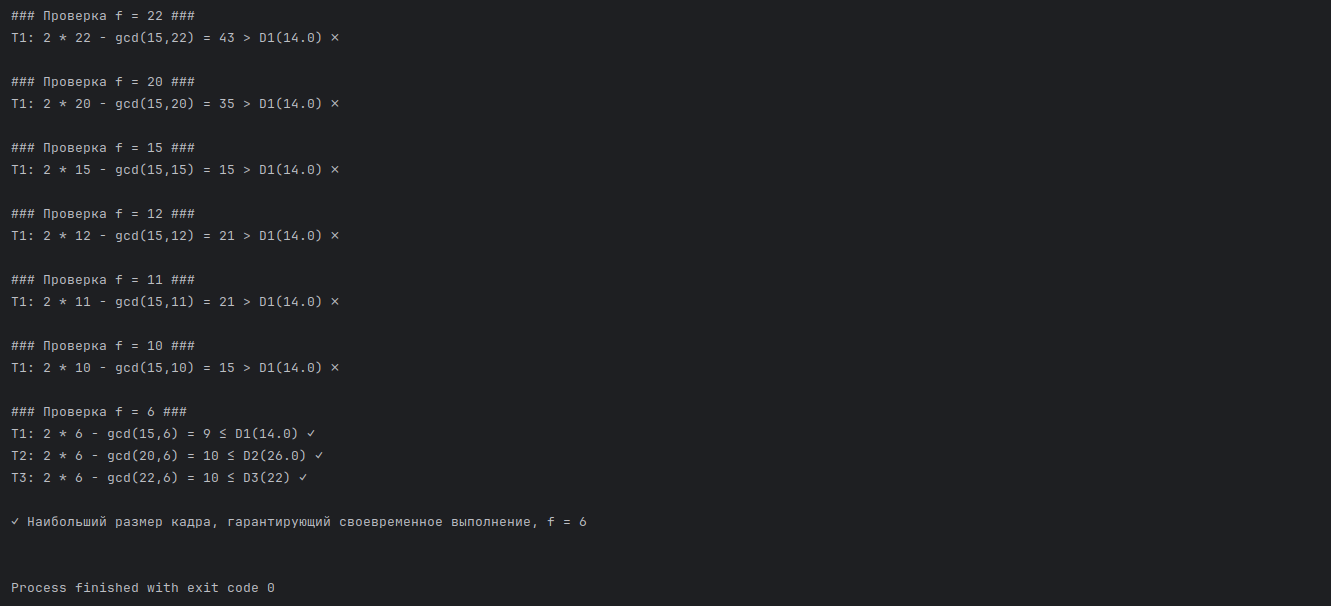 ### Проверка f = 22 ###
T1: 2 * 22 - gcd(15,22) = 43 > D1(14.0) ×
### Проверка f = 20 ###
T1: 2 * 20 - gcd(15,20) = 35 > D1(14.0) ×
### Проверка f = 15 ###
T1: 2 * 15 - gcd(15,15) = 15 > D1(14.0) ×
### Проверка f = 12 ###
T1: 2 * 12 - gcd(15,12) = 21 > D1(14.0) ×
### Проверка f = 11 ###
T1: 2 * 11 - gcd(15,11) = 21 > D1(14.0) ×
### Проверка f = 10 ###
T1: 2 * 10 - gcd(15,10) = 15 > D1(14.0) ×
### Проверка f = 6 ###
T1: 2 * 6 - gcd(15,6) = 9 ≤ D1(14.0) ✓
T2: 2 * 6 - gcd(20,6) = 10 ≤ D2(26.0) ✓
T3: 2 * 6 - gcd(22,6) = 10 ≤ D3(22) ✓
✓ Наибольший размер кадра, гарантирующий своевременное выполнение, f = 6
Process finished with exit code 0